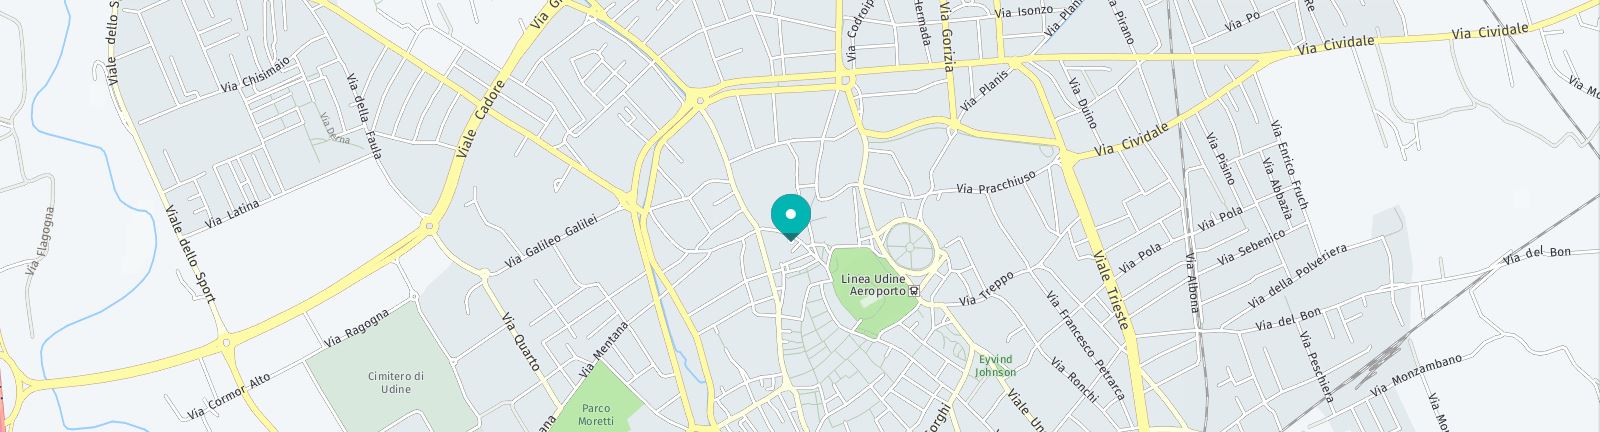 Viale dello S
Via G
Via Codroip
Hermada
Via Gorizia
Via Isonzo
Via Plani
Via Pirano
Via Po
Re
Via Cividale
Via Cividale
Via Chisimaio
Via della Faula
Via Derna
Viale Cadore
Via Planis
Via Duino
Via Cividale
Via Mo
Via Pisino
Via Enrico Fruch
Via Abbazia
Via Flagogna
Via Latina
Viale dello Sport
Via Galileo Galilei
Via Pracchiuso
Via Pola
Via Pola
Via Sebenico
Via della Polveriera
Via del Bon
Via Albona
Viale Trieste
Linea Udine
Aeroporto
Via Treppo
Via Francesco Petrarca
Via del Bon
Via Ragogna
Via Quarto
Via Mentana
Via Peschiera
Via Monzambano
Eyvind
Johnson
Via Ronchi
Cimitero di
Udine
Via Cormor Alto
Parco
Moretti
ana
orghi
Viale Un
Via Mo